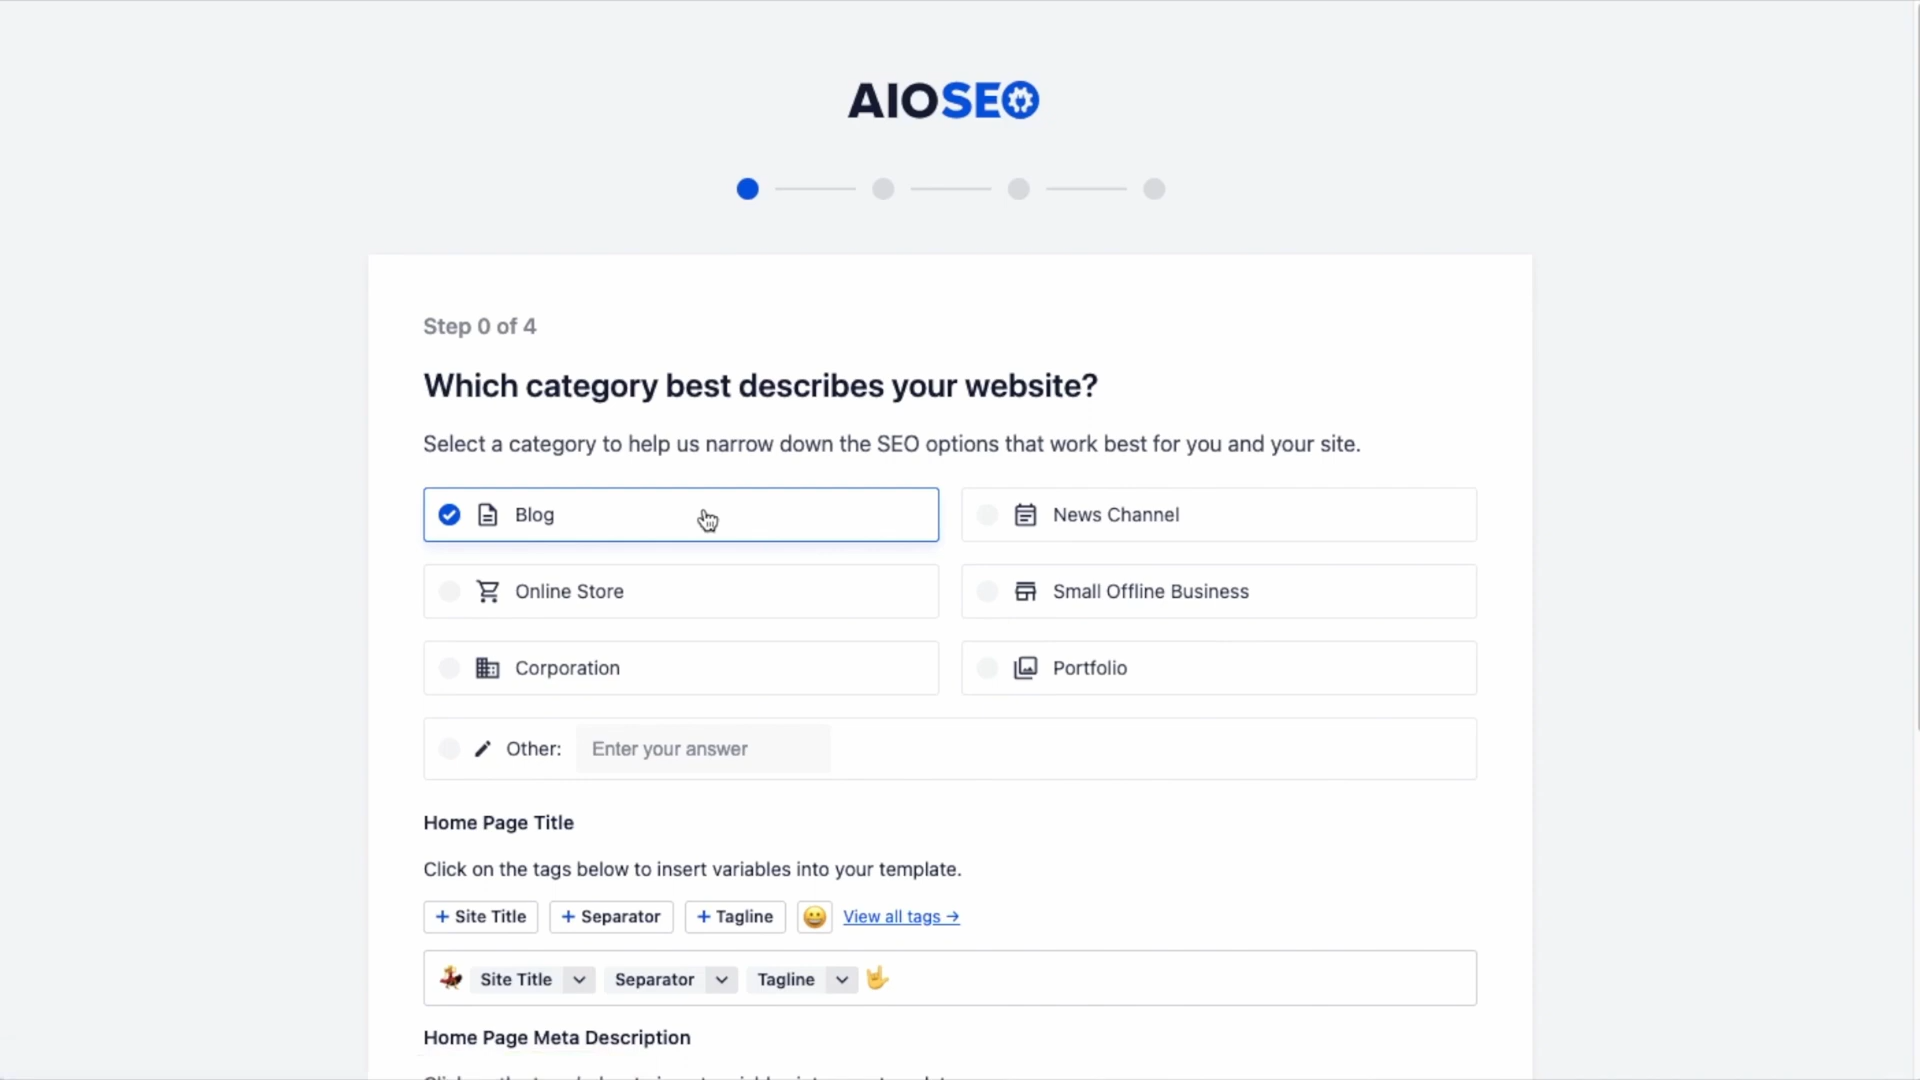 AIOSEO
Step 0 of 4
Which category best describes your website?
Select a category to help us narrow down the SEO options that work best for you and your site.
Blog
News Channel
Online Store
Small Offline Business
Corporation
Portfolio
Other: Enter your answer
Home Page Title
Click on the tags below to insert variables into your template.
+ Site Title + Separator + Tagline View all tags →
Site Title Separator Tagline
Home Page Meta Description